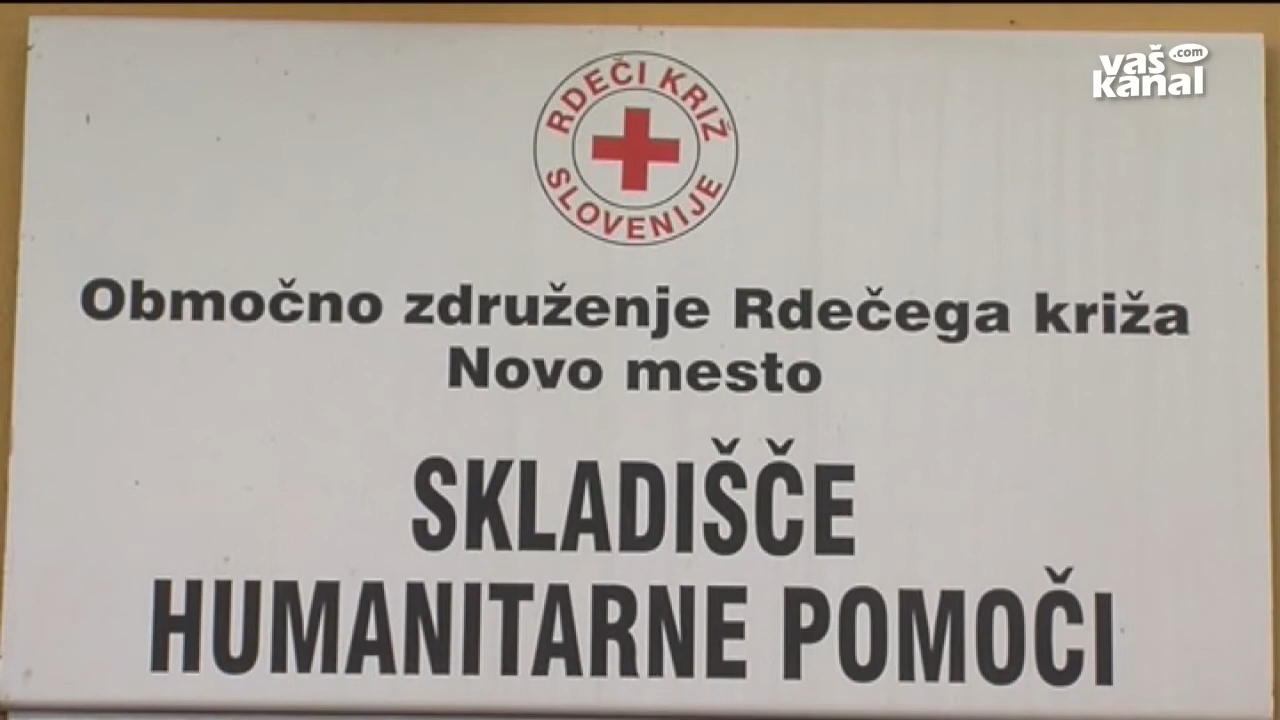 vaš
.com
kanal
RDEČI KRIŽ
SLOVENIJE
Območno združenje Rdečega križa
Novo mesto
SKLADIŠČE
HUMANITARNE POMOČI